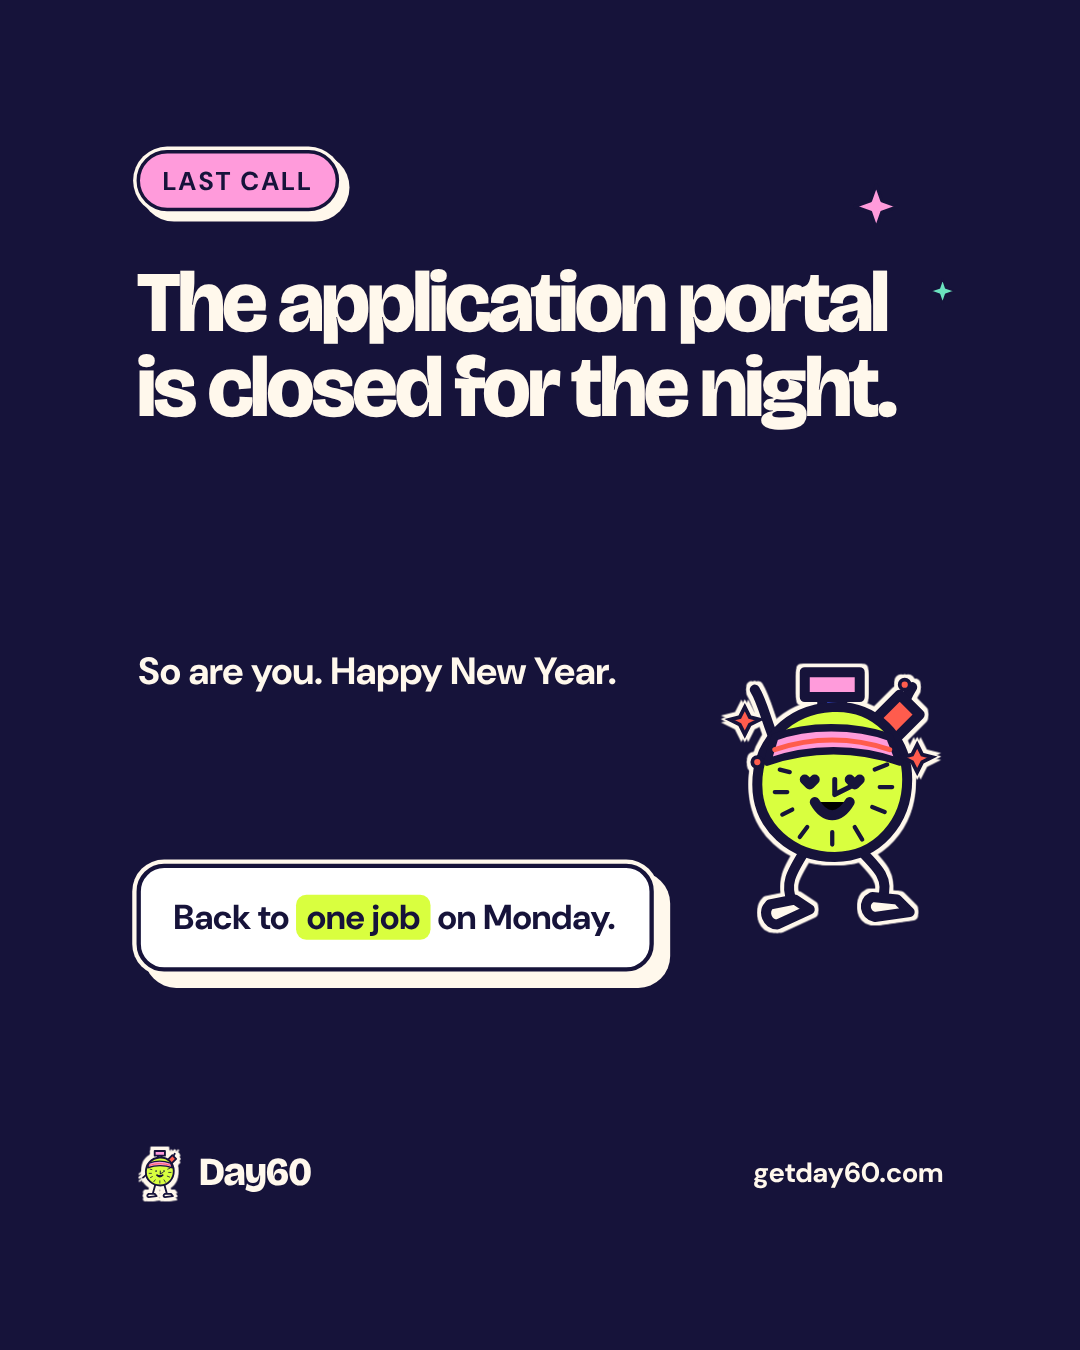 LAST CALL
The application portal
is closed for the night.
So are you. Happy New Year.
Back to one job on Monday.
Day60
getday60.com